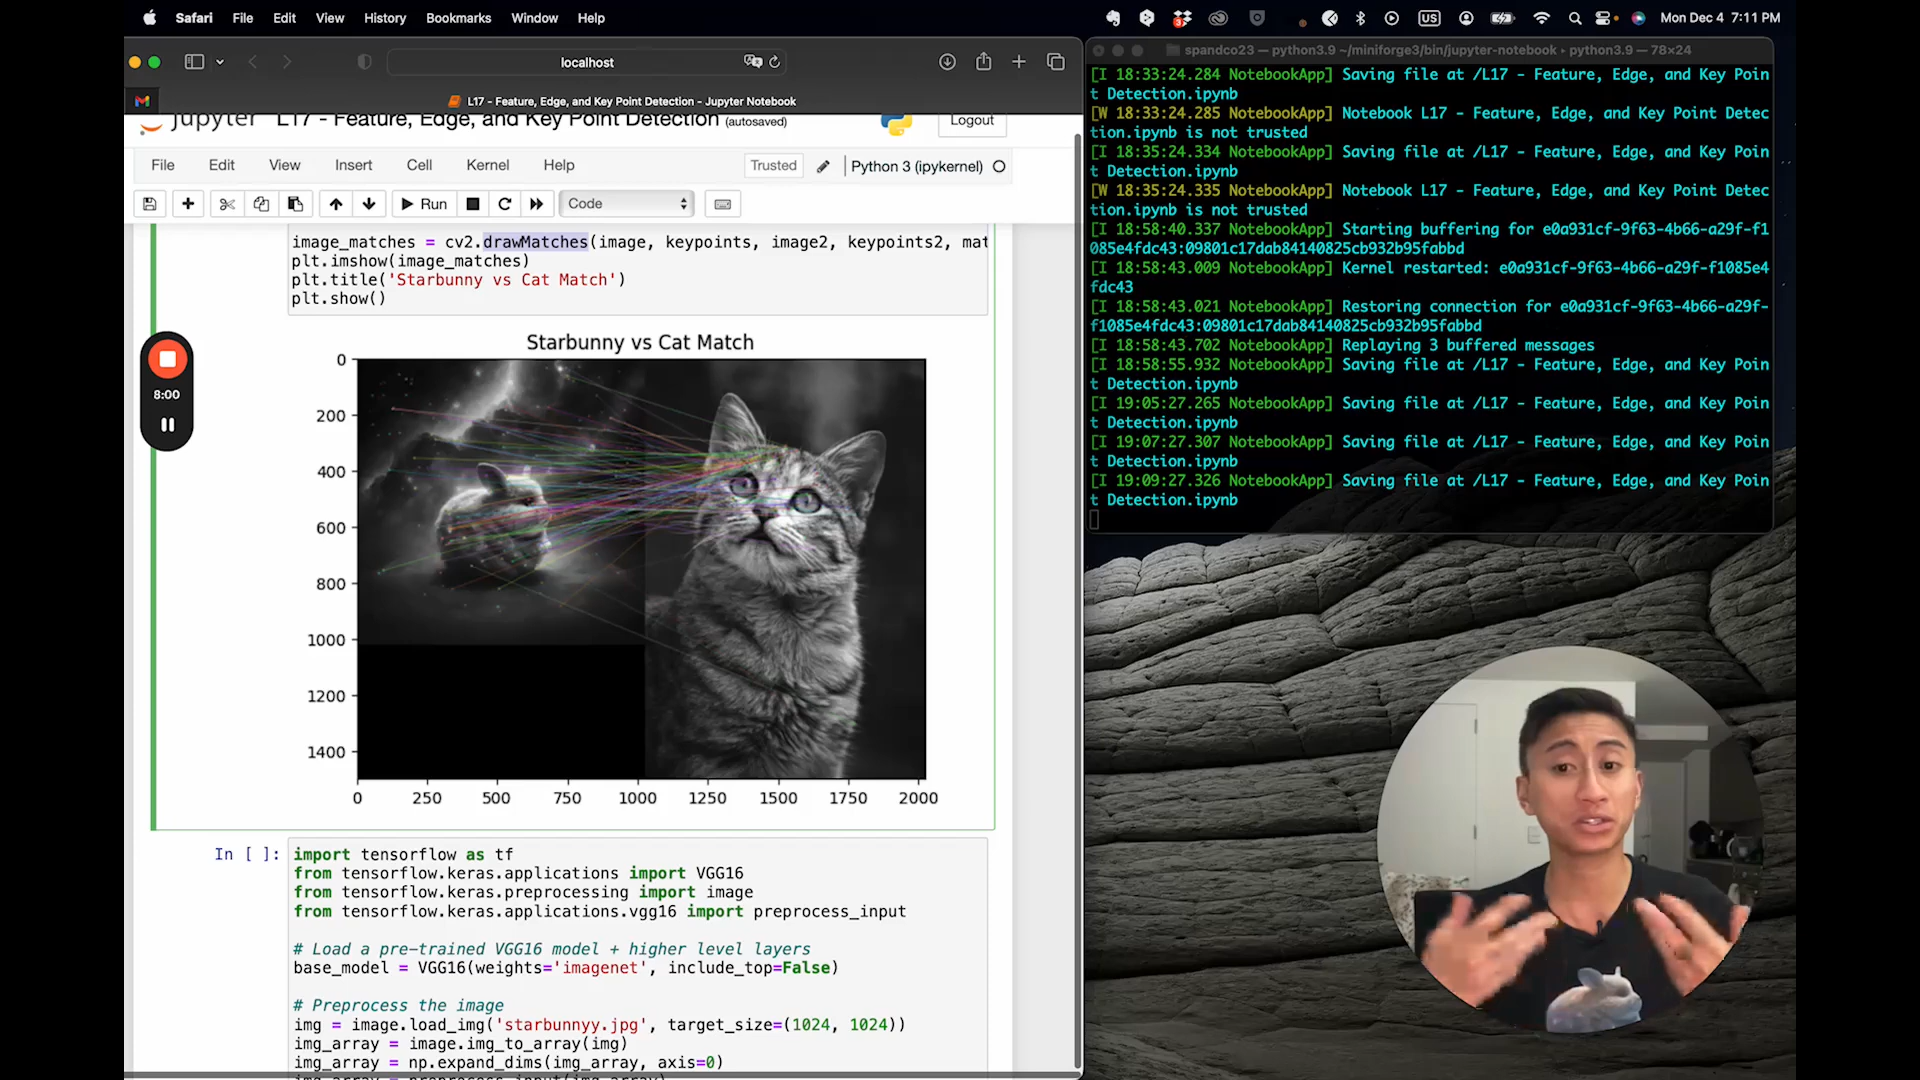 Safari File Edit View History Bookmarks Window Help
US Mon Dec 4 7:11 PM
localhost
L17 - Feature, Edge, and Key Point Detection - Jupyter Notebook
jupyter L17 - Feature, Edge, and Key Point Detection (autosaved)
Logout
File Edit View Insert Cell Kernel Help
Trusted Python 3 (ipykernel)
Run Code
image_matches = cv2.drawMatches(image, keypoints, image2, keypoints2, mat
plt.imshow(image_matches)
plt.title('Starbunny vs Cat Match')
plt.show()
Starbunny vs Cat Match
0
200
400
600
800
1000
1200
1400
0 250 500 750 1000 1250 1500 1750 2000
8:00
In [ ]:
import tensorflow as tf
from tensorflow.keras.applications import VGG16
from tensorflow.keras.preprocessing import image
from tensorflow.keras.applications.vgg16 import preprocess_input
# Load a pre-trained VGG16 model + higher level layers
base_model = VGG16(weights='imagenet', include_top=False)
# Preprocess the image
img = image.load_img('starbunnyy.jpg', target_size=(1024, 1024))
img_array = image.img_to_array(img)
img_array = np.expand_dims(img_array, axis=0)
spandco23 — python3.9 ~/miniforge3/bin/jupyter-notebook ▸ python3.9 — 78×24
[I 18:33:24.284 NotebookApp] Saving file at /L17 - Feature, Edge, and Key Poin
t Detection.ipynb
[W 18:33:24.285 NotebookApp] Notebook L17 - Feature, Edge, and Key Point Detec
tion.ipynb is not trusted
[I 18:35:24.334 NotebookApp] Saving file at /L17 - Feature, Edge, and Key Poin
t Detection.ipynb
[W 18:35:24.335 NotebookApp] Notebook L17 - Feature, Edge, and Key Point Detec
tion.ipynb is not trusted
[I 18:58:40.337 NotebookApp] Starting buffering for e0a931cf-9f63-4b66-a29f-f1
085e4fdc43:09801c17dab84140825cb932b95fabbd
[I 18:58:43.009 NotebookApp] Kernel restarted: e0a931cf-9f63-4b66-a29f-f1085e4
fdc43
[I 18:58:43.021 NotebookApp] Restoring connection for e0a931cf-9f63-4b66-a29f-
f1085e4fdc43:09801c17dab84140825cb932b95fabbd
[I 18:58:43.702 NotebookApp] Replaying 3 buffered messages
[I 18:58:55.932 NotebookApp] Saving file at /L17 - Feature, Edge, and Key Poin
t Detection.ipynb
[I 19:05:27.265 NotebookApp] Saving file at /L17 - Feature, Edge, and Key Poin
t Detection.ipynb
[I 19:07:27.307 NotebookApp] Saving file at /L17 - Feature, Edge, and Key Poin
t Detection.ipynb
[I 19:09:27.326 NotebookApp] Saving file at /L17 - Feature, Edge, and Key Poin
t Detection.ipynb